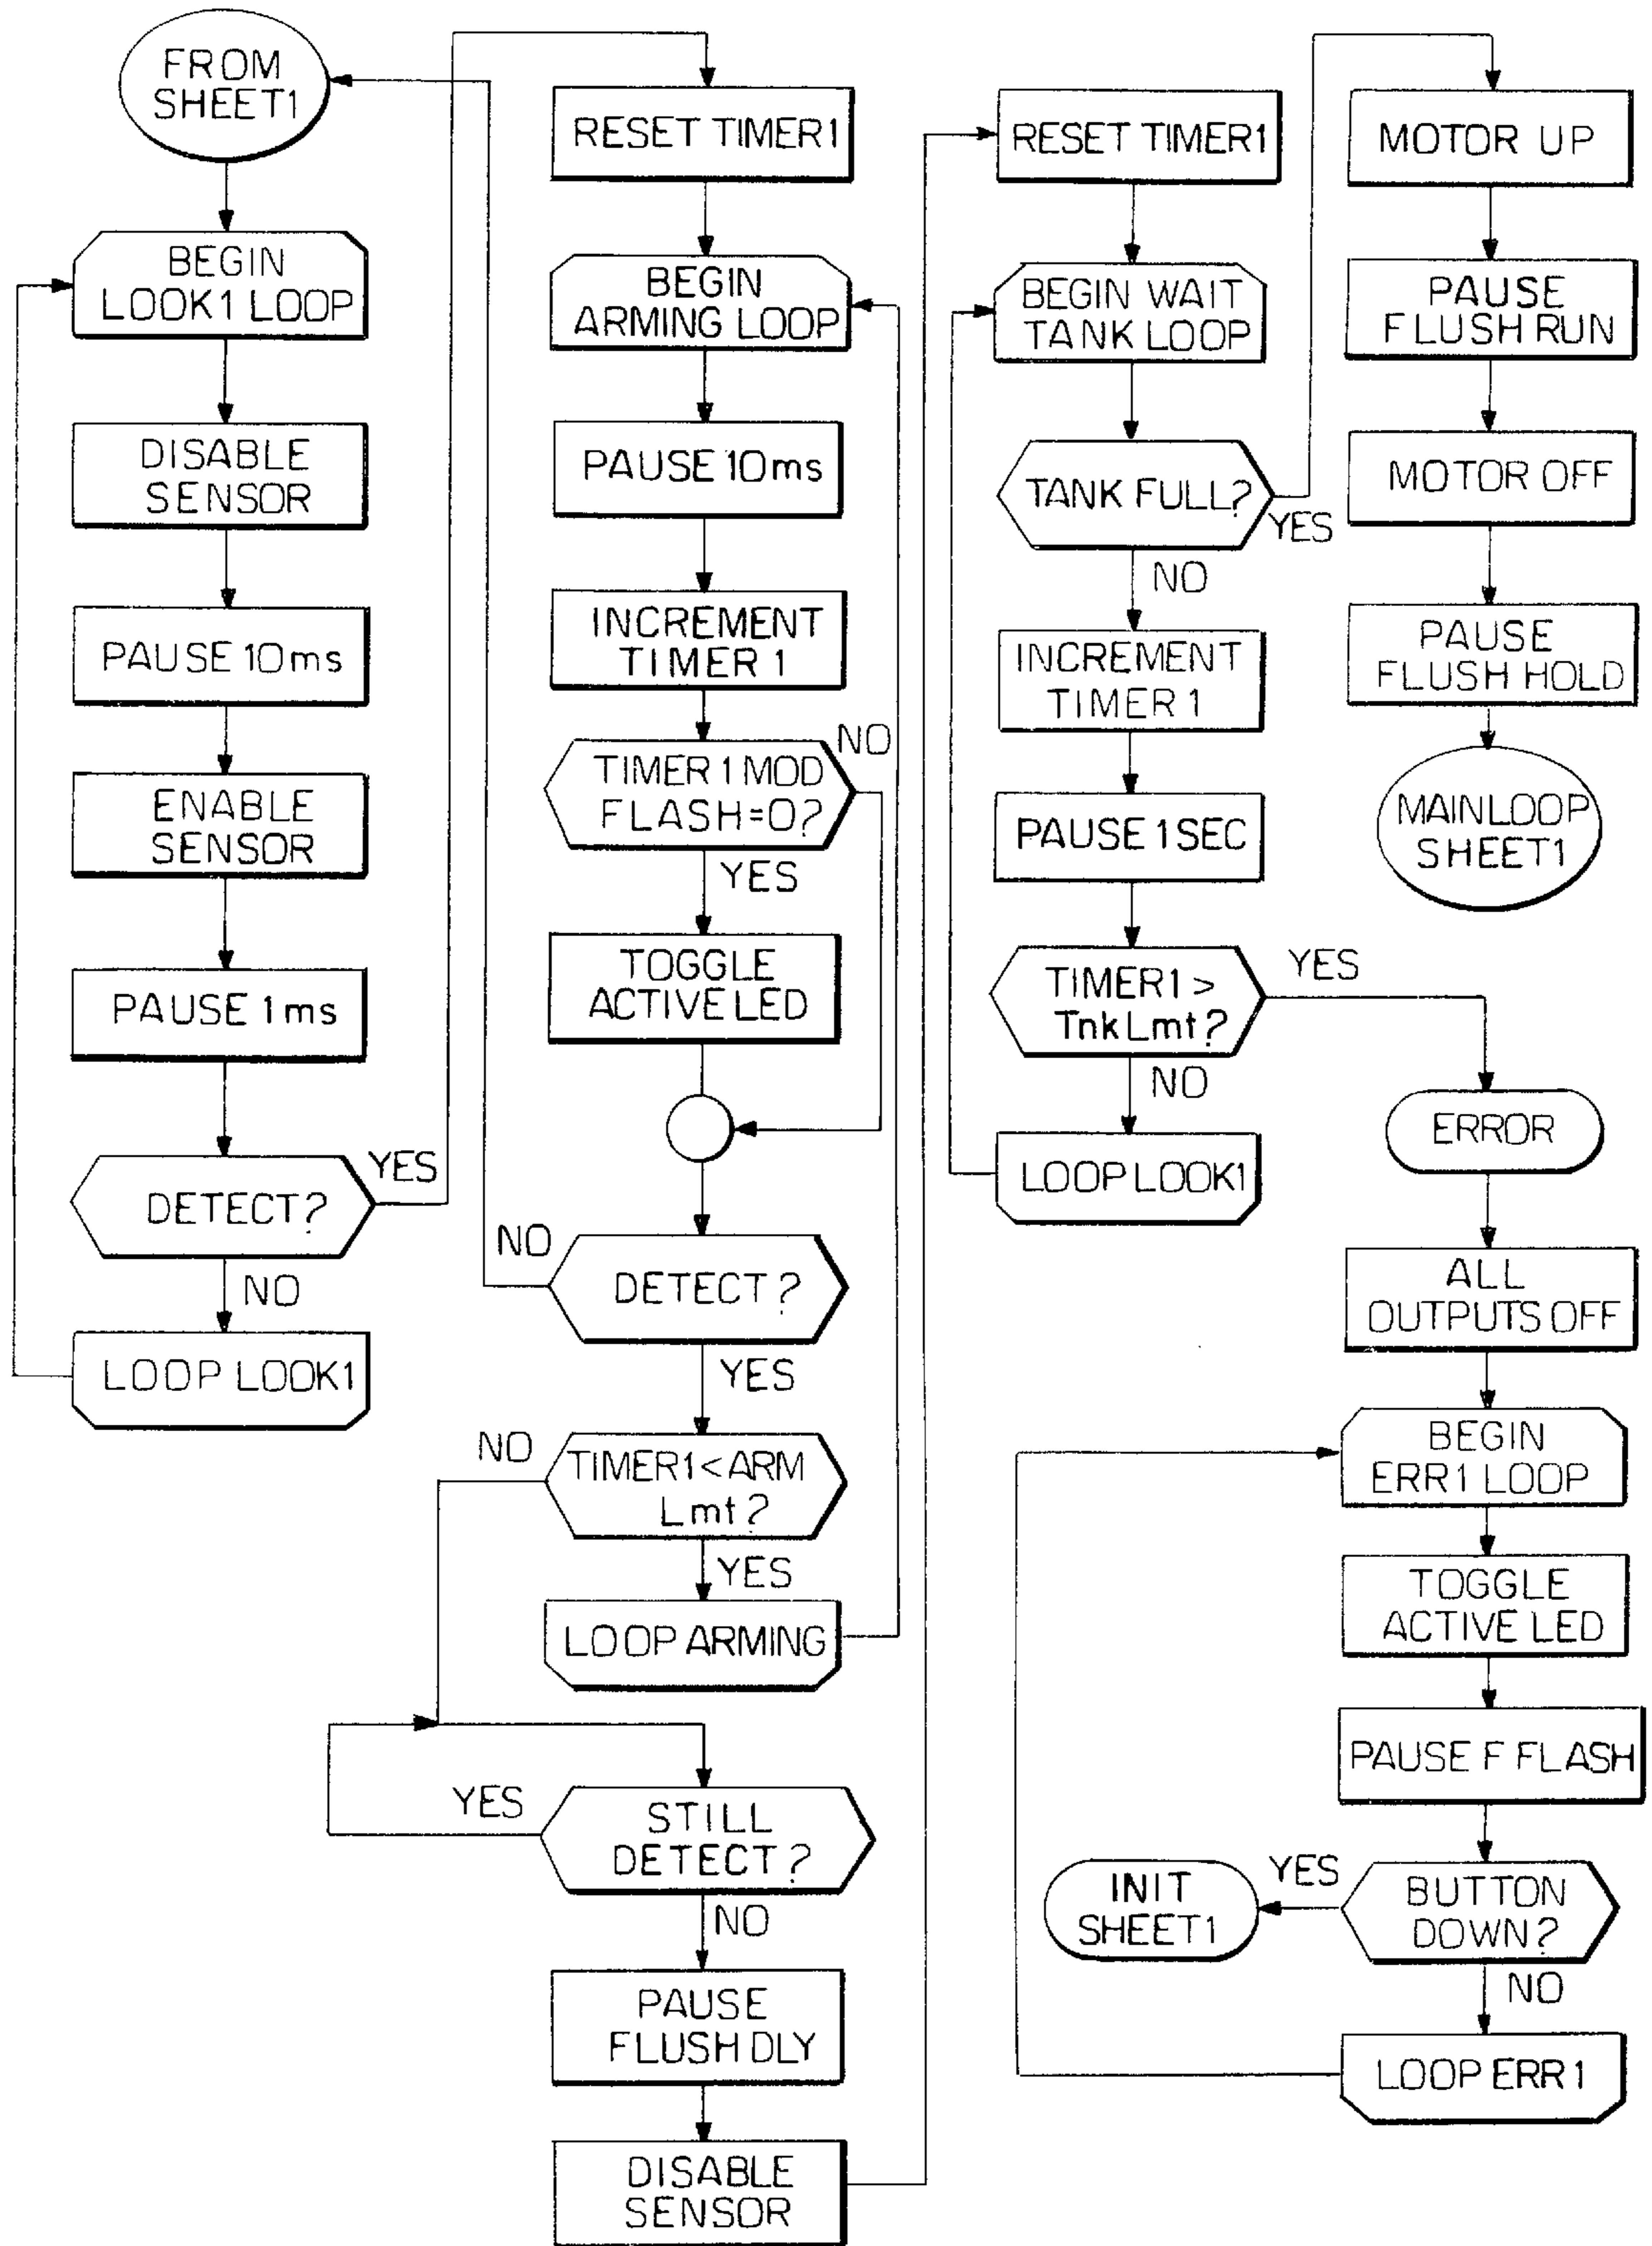 FROM
SHEET1
BEGIN
LOOK1 LOOP
DISABLE
SENSOR
PAUSE 10ms
ENABLE
SENSOR
PAUSE 1ms
DETECT?
YES
NO
LOOP LOOK1
RESET TIMER1
BEGIN
ARMING LOOP
PAUSE 10ms
INCREMENT
TIMER 1
TIMER 1 MOD
FLASH=0?
NO
YES
TOGGLE
ACTIVE LED
DETECT?
NO
YES
TIMER1<ARM
Lmt?
NO
YES
LOOP ARMING
STILL
DETECT?
YES
NO
PAUSE
FLUSH DLY
DISABLE
SENSOR
RESET TIMER1
BEGIN WAIT
TANK LOOP
TANK FULL?
YES
NO
INCREMENT
TIMER 1
PAUSE 1 SEC
TIMER1 >
TnkLmt?
YES
NO
LOOP LOOK1
MOTOR UP
PAUSE
FLUSH RUN
MOTOR OFF
PAUSE
FLUSH HOLD
MAINLOOP
SHEET1
ERROR
ALL
OUTPUTS OFF
BEGIN
ERR1 LOOP
TOGGLE
ACTIVE LED
PAUSE F FLASH
BUTTON
DOWN?
YES
NO
INIT
SHEET1
LOOP ERR1